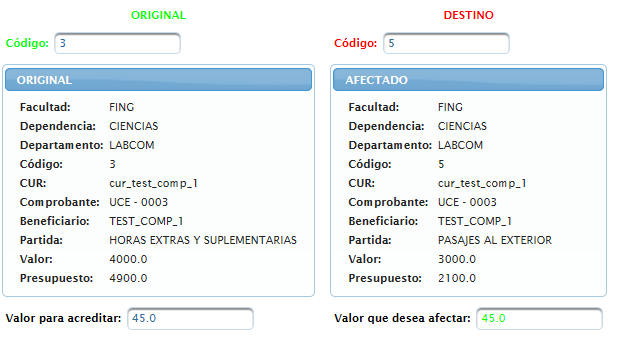 ORIGINAL
Código: 3
ORIGINAL
Facultad: FING
Dependencia: CIENCIAS
Departamento: LABCOM
Código: 3
CUR: cur_test_comp_1
Comprobante: UCE - 0003
Beneficiario: TEST_COMP_1
Partida: HORAS EXTRAS Y SUPLEMENTARIAS
Valor: 4000.0
Presupuesto: 4900.0
Valor para acreditar: 45.0
DESTINO
Código: 5
AFECTADO
Facultad: FING
Dependencia: CIENCIAS
Departamento: LABCOM
Código: 5
CUR: cur_test_comp_1
Comprobante: UCE - 0003
Beneficiario: TEST_COMP_1
Partida: PASAJES AL EXTERIOR
Valor: 3000.0
Presupuesto: 2100.0
Valor que desea afectar: 45.0